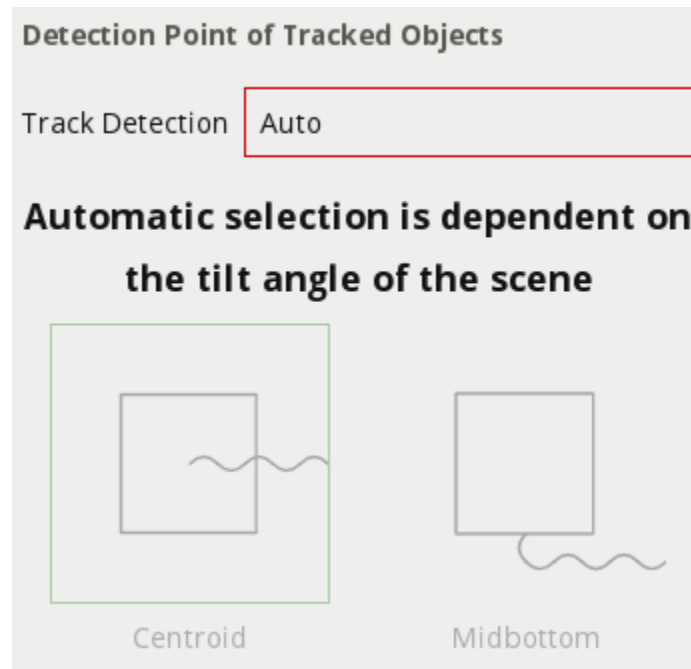 Detection Point of Tracked Objects
Track Detection Auto
Automatic selection is dependent on
the tilt angle of the scene
Centroid Midbottom